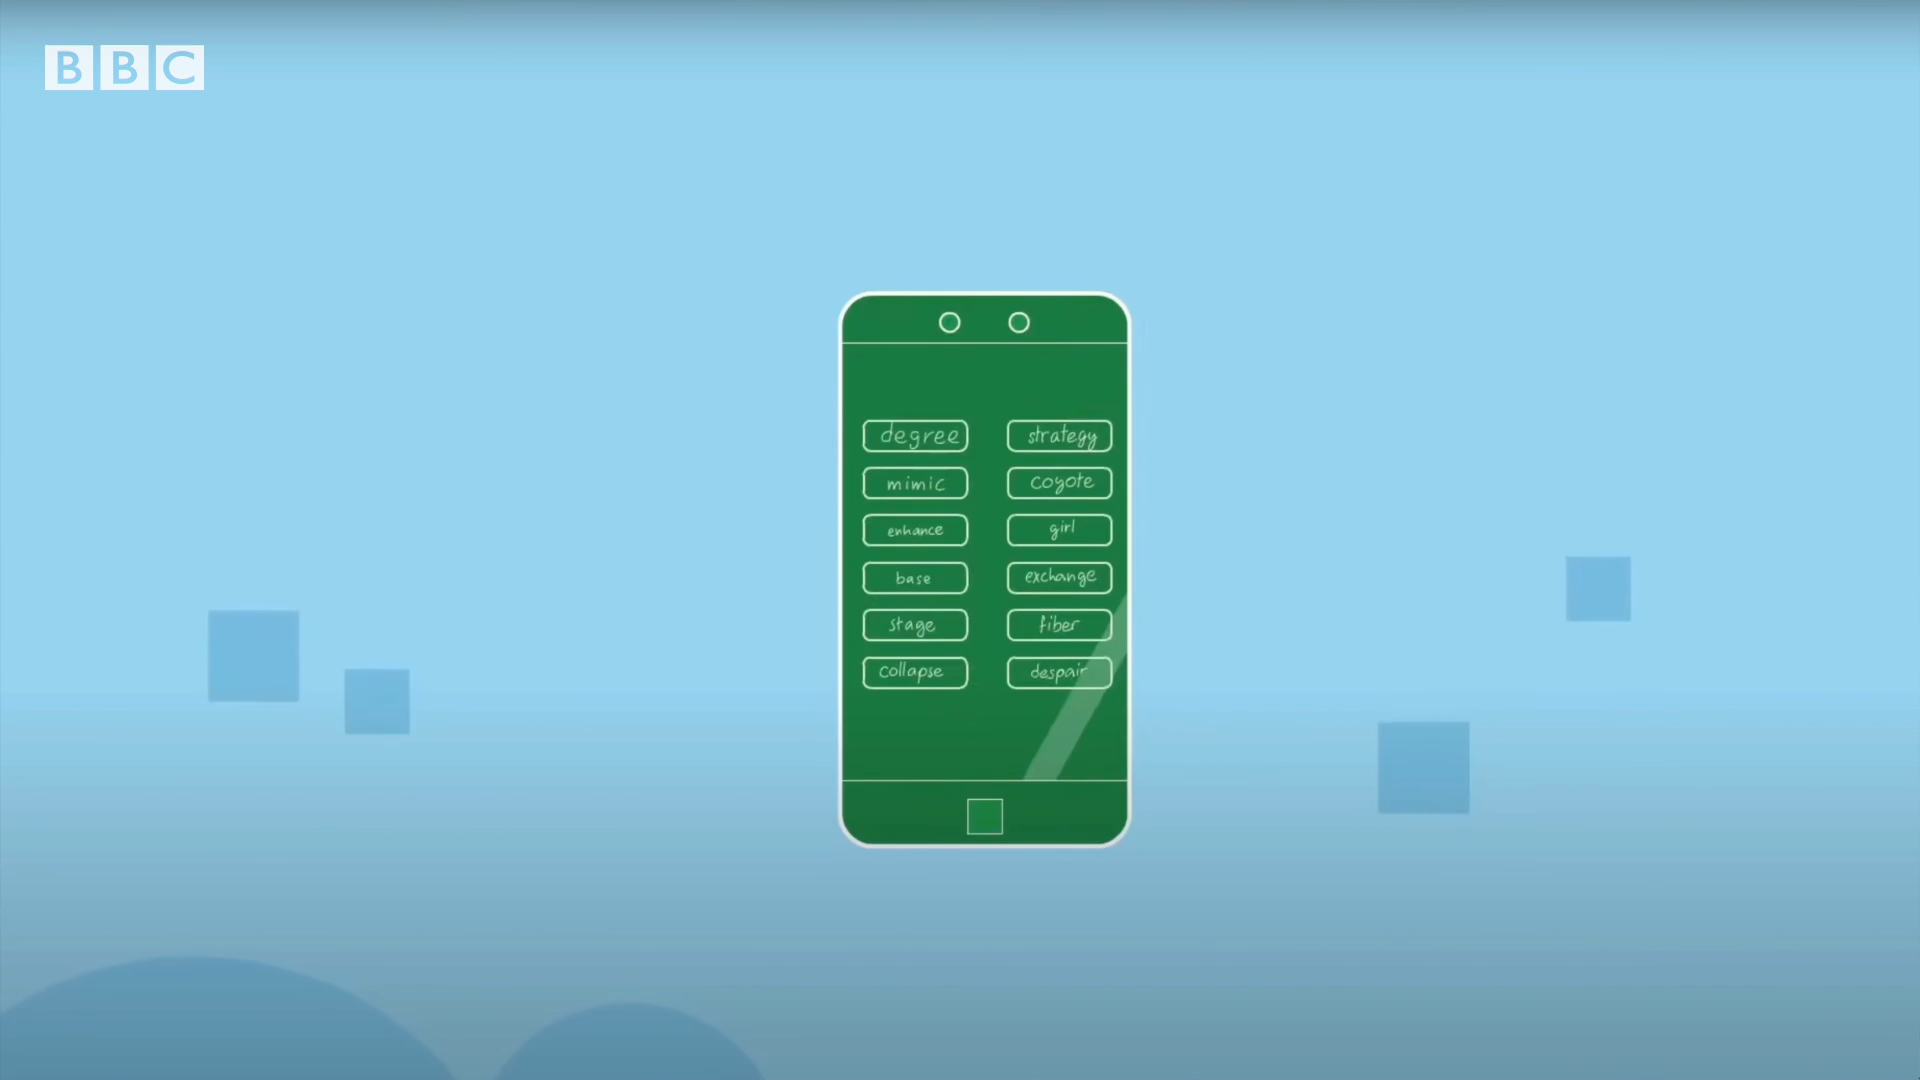 BBC
degree strategy
mimic coyote
enhance girl
base exchange
stage fiber
collapse despair